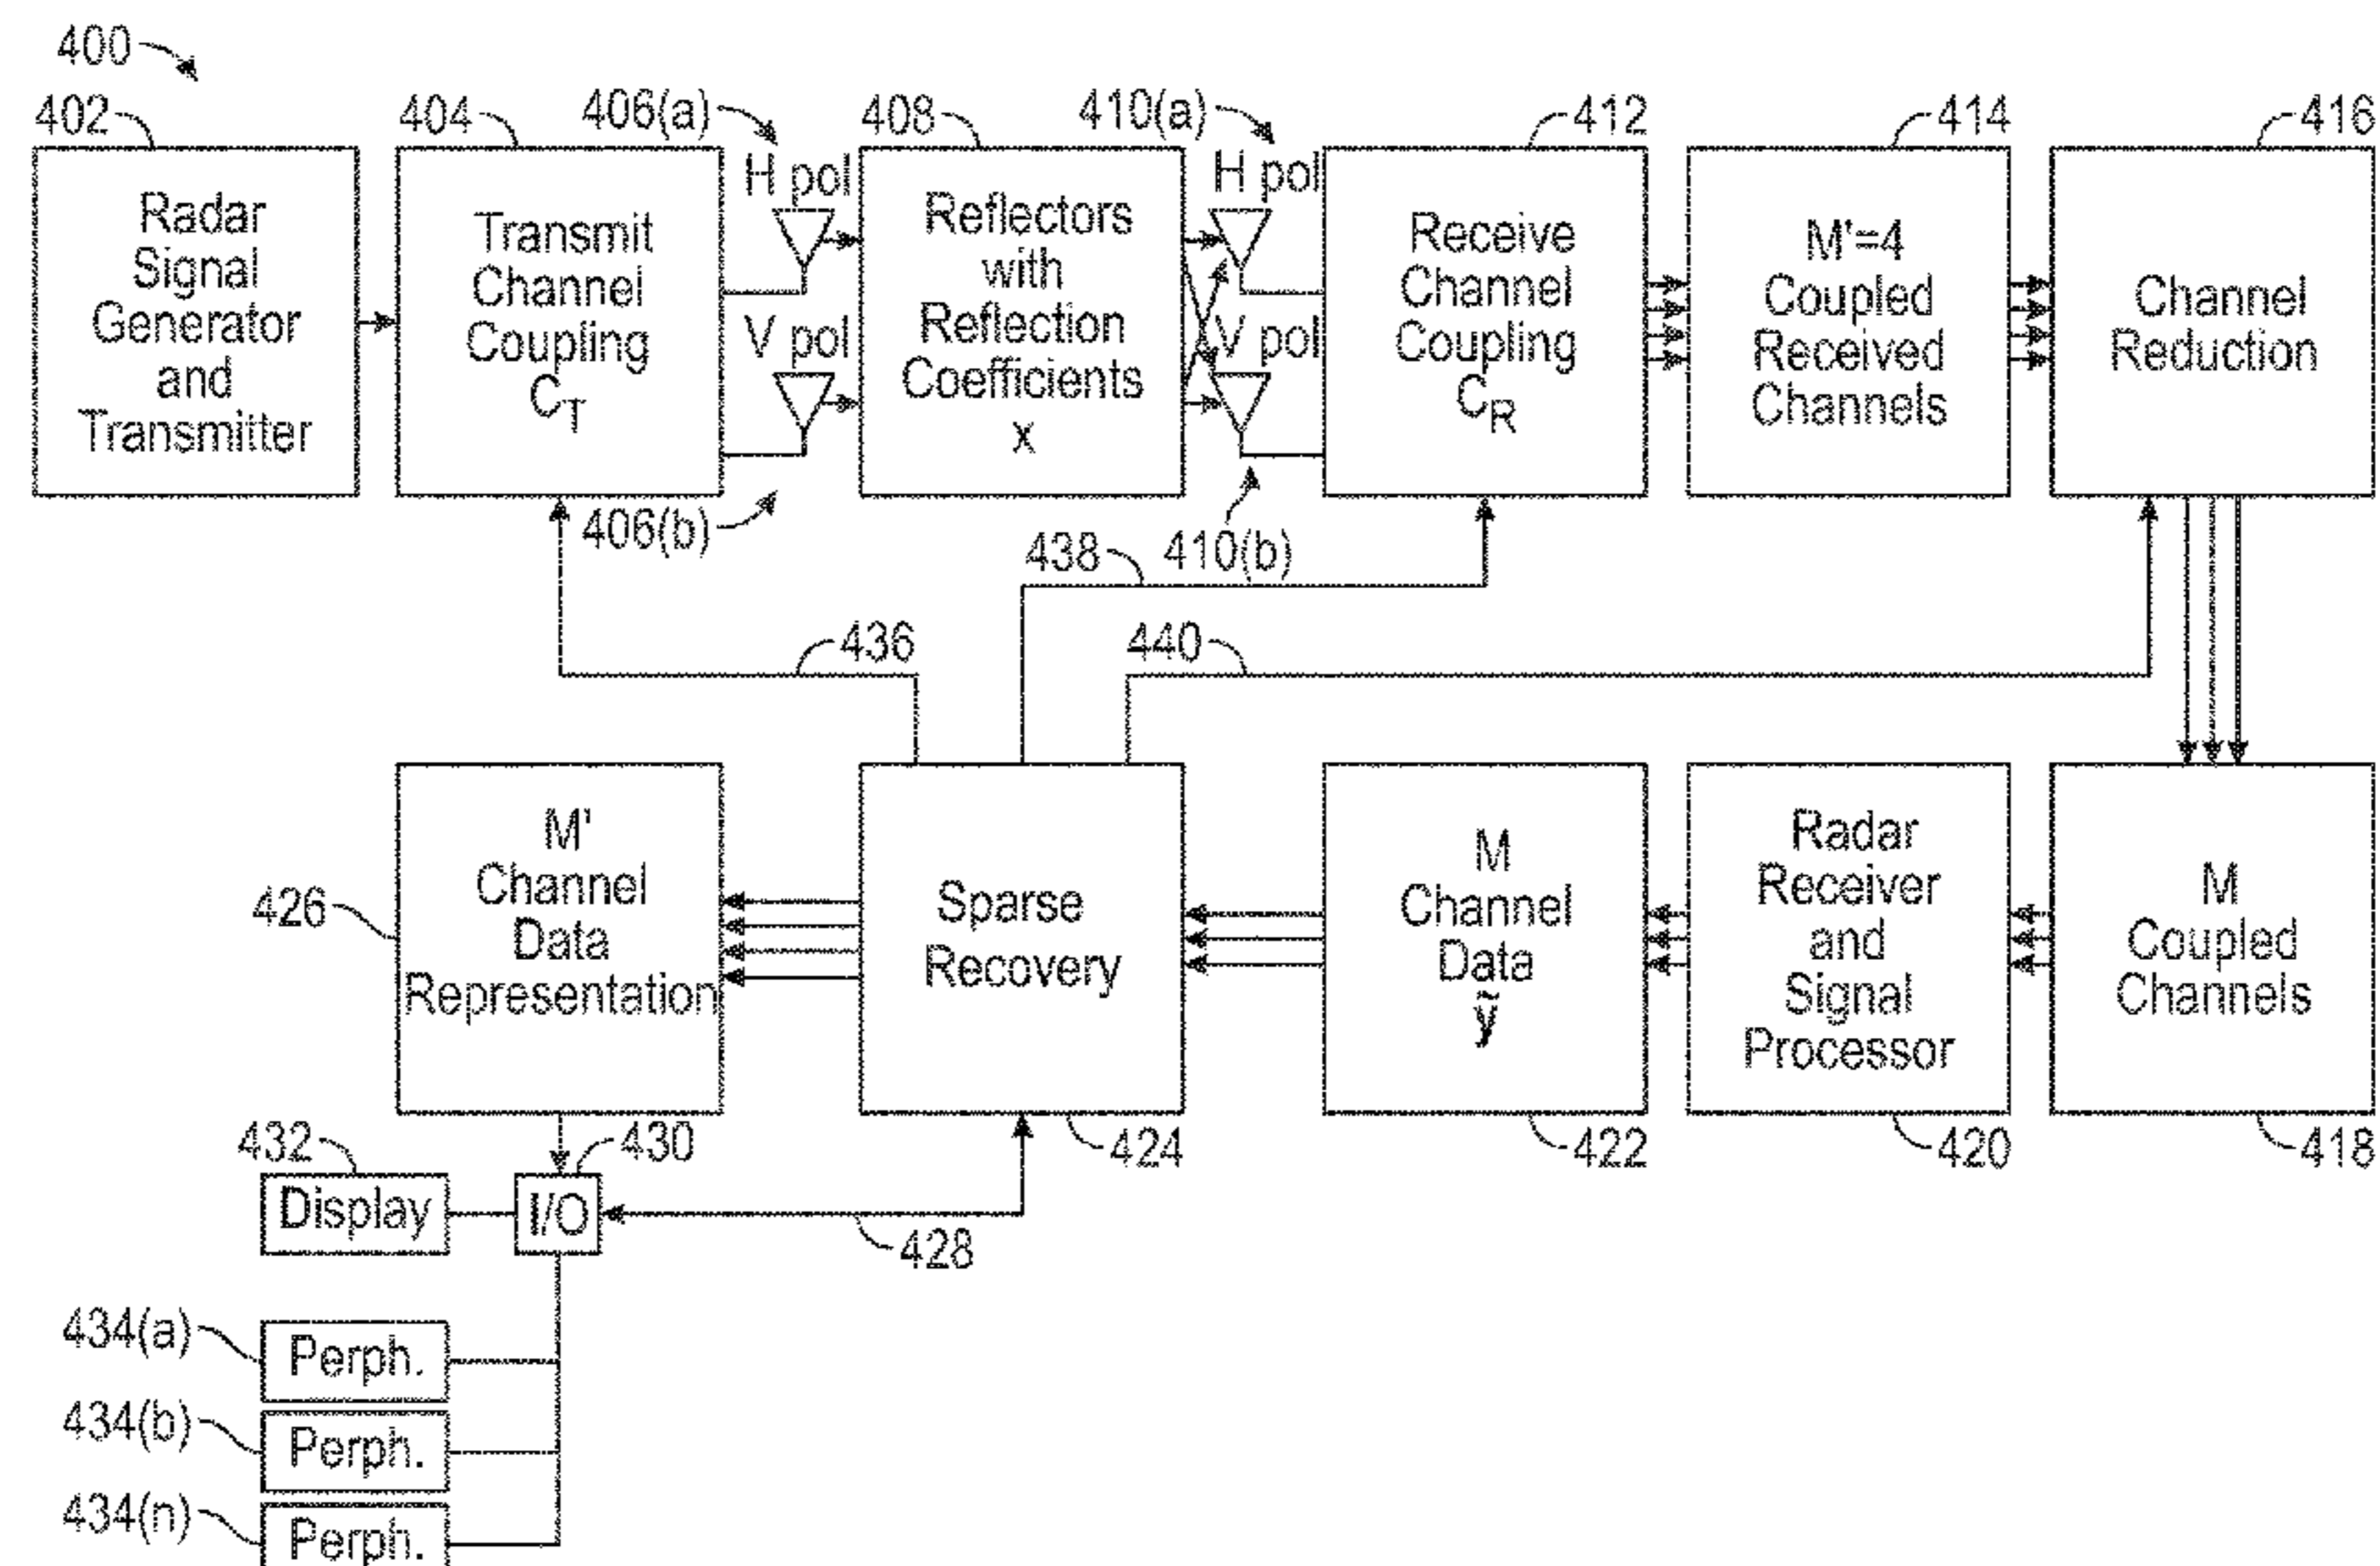 400
402
404
406(a)
408
410(a)
412
414
416
Radar
Signal
Generator
and
Transmitter
Transmit
Channel
Coupling
CT
H pol
V pol
406(b)
Reflectors
with
Reflection
Coefficients
x
H pol
V pol
410(b)
Receive
Channel
Coupling
CR
M'=4
Coupled
Received
Channels
Channel
Reduction
438
436
440
M'
Channel
Data
Representation
426
Sparse
Recovery
424
M
Channel
Data
ỹ
422
Radar
Receiver
and
Signal
Processor
420
M
Coupled
Channels
418
432
430
Display
I/O
428
434(a)
Perph.
434(b)
Perph.
434(n)
Perph.